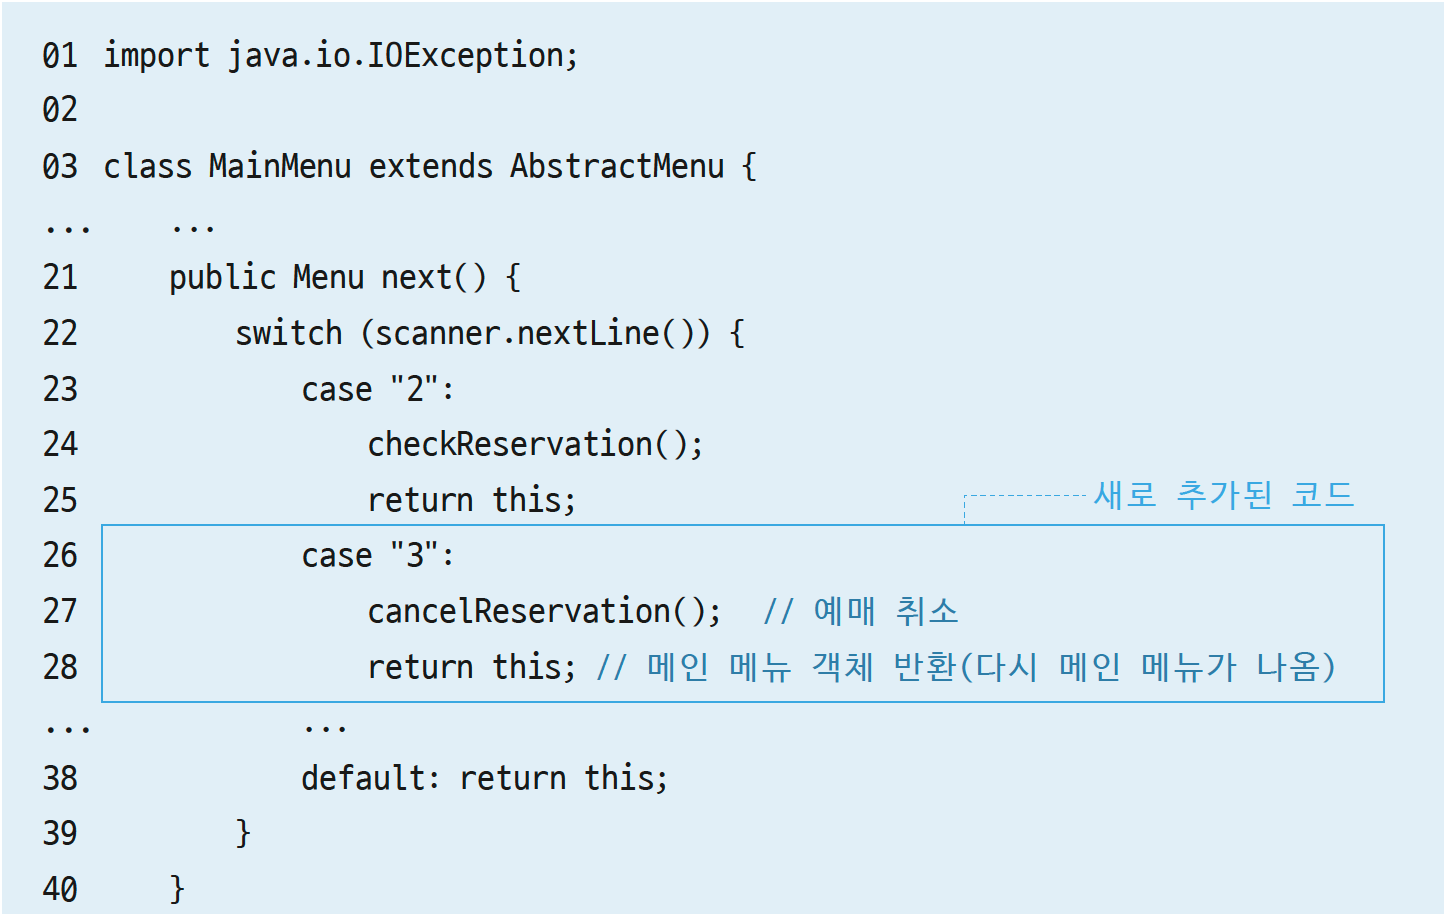 01 import java.io.IOException;
02
03 class MainMenu extends AbstractMenu {
... ...
21 public Menu next() {
22 switch (scanner.nextLine()) {
23 case "2":
24 checkReservation();
25 return this;
새로 추가된 코드
26 case "3":
27 cancelReservation(); // 예매 취소
28 return this; // 메인 메뉴 객체 반환(다시 메인 메뉴가 나옴)
... ...
38 default: return this;
39 }
40 }